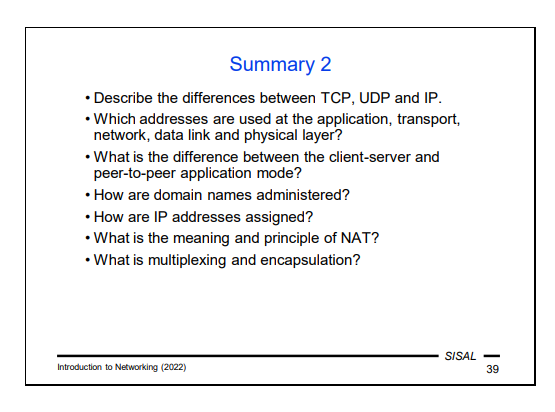 Summary 2
• Describe the differences between TCP, UDP and IP.
• Which addresses are used at the application, transport,
network, data link and physical layer?
• What is the difference between the client-server and
peer-to-peer application mode?
• How are domain names administered?
• How are IP addresses assigned?
• What is the meaning and principle of NAT?
• What is multiplexing and encapsulation?
SISAL
Introduction to Networking (2022)
39